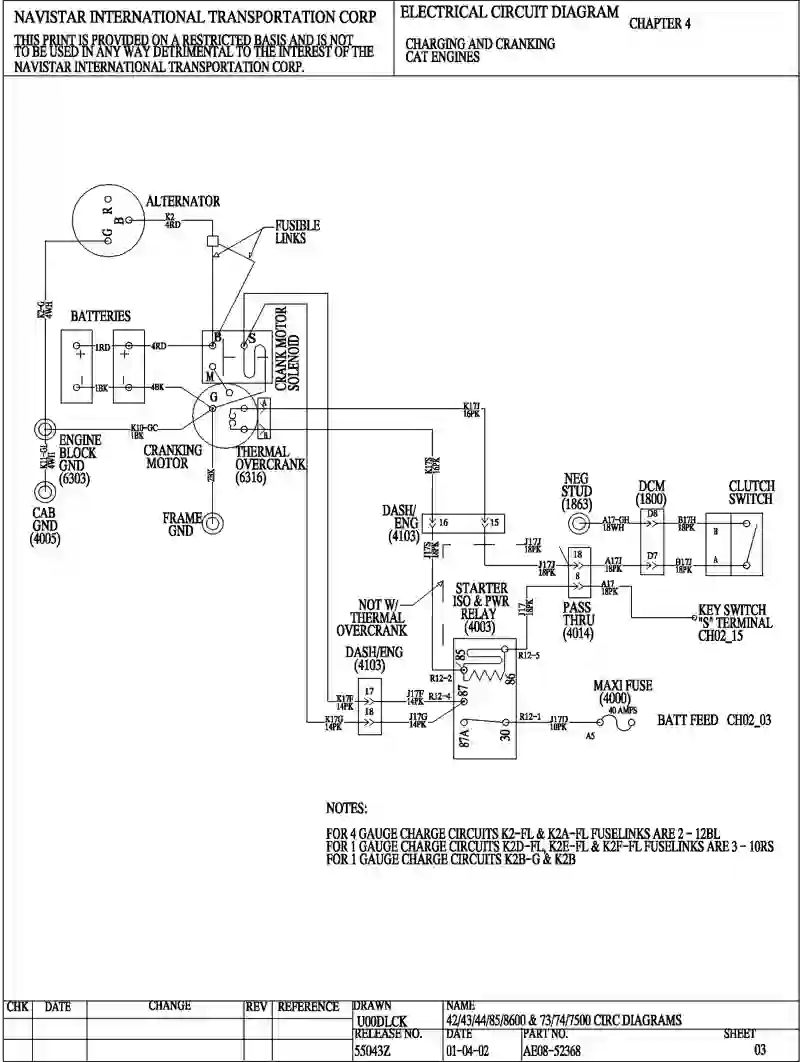 NAVISTAR INTERNATIONAL TRANSPORTATION CORP
THIS PRINT IS PROVIDED ON A RESTRICTED BASIS AND IS NOT
TO BE USED IN ANY WAY DETRIMENTAL TO THE INTEREST OF THE
NAVISTAR INTERNATIONAL TRANSPORTATION CORP.
ELECTRICAL CIRCUIT DIAGRAM
CHAPTER 4
CHARGING AND CRANKING
CAT ENGINES
ALTERNATOR
R
B
G
K2
4RD
FUSIBLE
LINKS
K2-G
4WH
BATTERIES
1RD
4RD
1BK
4BK
+
+
B
S
M
CRANK MOTOR
SOLENOID
G
A
B
K17J
16PK
K10-GC
1BK
K11-GL
4WH
ENGINE
BLOCK
GND
(6303)
CRANKING
MOTOR
THERMAL
OVERCRANK
(6316)
K17S
16PK
2BK
CAB
GND
(4005)
FRAME
GND
DASH/
ENG
(4103)
16
15
NEG
STUD
(1863)
DCM
(1800)
CLUTCH
SWITCH
A17-GH
18WH
D8
B17H
18PK
B
J17S
18PK
J17J
18PK
J17J
18PK
18
A17J
18PK
D7
B17J
18PK
A
8
A17
18PK
NOT W/
THERMAL
OVERCRANK
STARTER
ISO & PWR
RELAY
(4003)
J17
18PK
PASS
THRU
(4014)
KEY SWITCH
"S" TERMINAL
CH02_15
DASH/ENG
(4103)
R12-2
85
R12-5
86
K17F
14PK
17
J17F
14PK
R12-4
87
MAXI FUSE
(4000)
40 AMPS
K17G
14PK
18
J17G
14PK
87A
30
R12-1
J17D
10PK
A5
BATT FEED CH02_03
NOTES:
FOR 4 GAUGE CHARGE CIRCUITS K2-FL & K2A-FL FUSELINKS ARE 2 - 12BL
FOR 1 GAUGE CHARGE CIRCUITS K2D-FL, K2E-FL & K2F-FL FUSELINKS ARE 3 - 10RS
FOR 1 GAUGE CHARGE CIRCUITS K2B-G & K2B
CHK DATE CHANGE REV REFERENCE
DRAWN
U00DLCK
NAME
42/43/44/85/8600 & 73/74/7500 CIRC DIAGRAMS
RELEASE NO.
55043Z
DATE
01-04-02
PART NO.
AE08-52368
SHEET
03